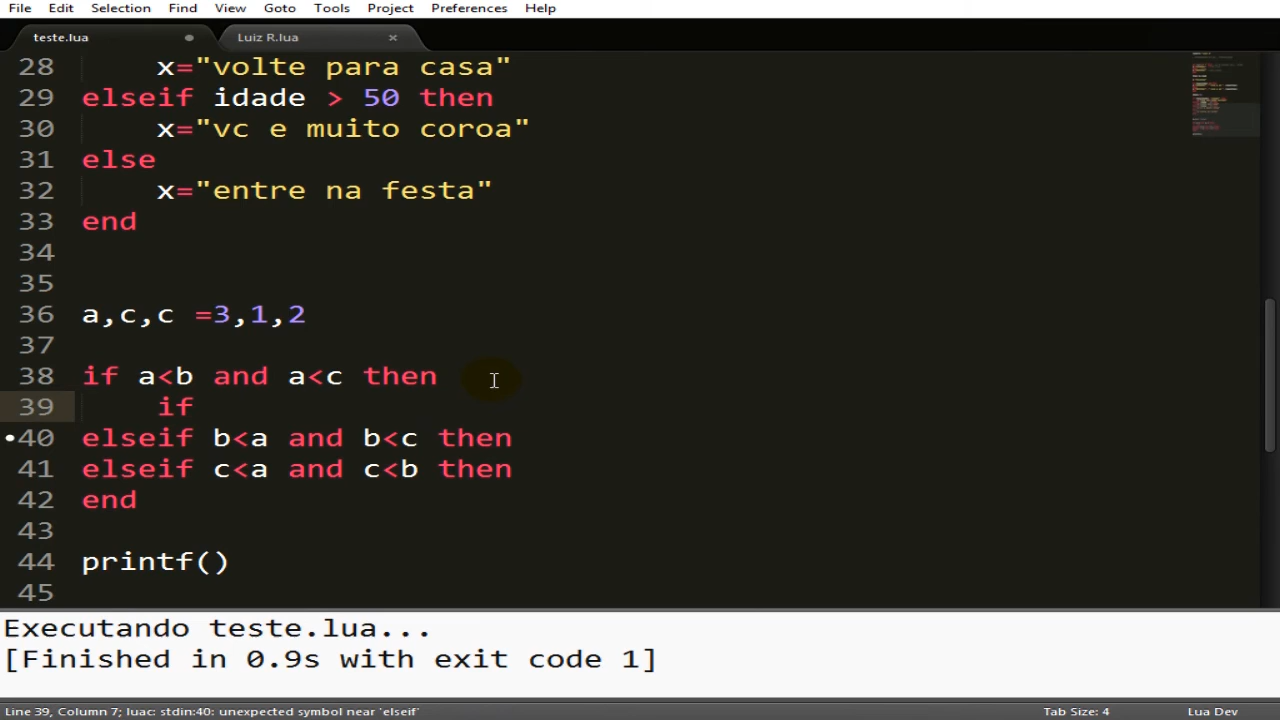 File Edit Selection Find View Goto Tools Project Preferences Help
teste.lua Luiz R.lua ×
28 x="volte para casa"
29 elseif idade > 50 then
30 x="vc e muito coroa"
31 else
32 x="entre na festa"
33 end
34
35
36 a,c,c =3,1,2
37
38 if a<b and a<c then
39 if
40 elseif b<a and b<c then
41 elseif c<a and c<b then
42 end
43
44 printf()
45
Executando teste.lua...
[Finished in 0.9s with exit code 1]
Line 39, Column 7; luac: stdin:40: unexpected symbol near 'elseif' Tab Size: 4 Lua Dev